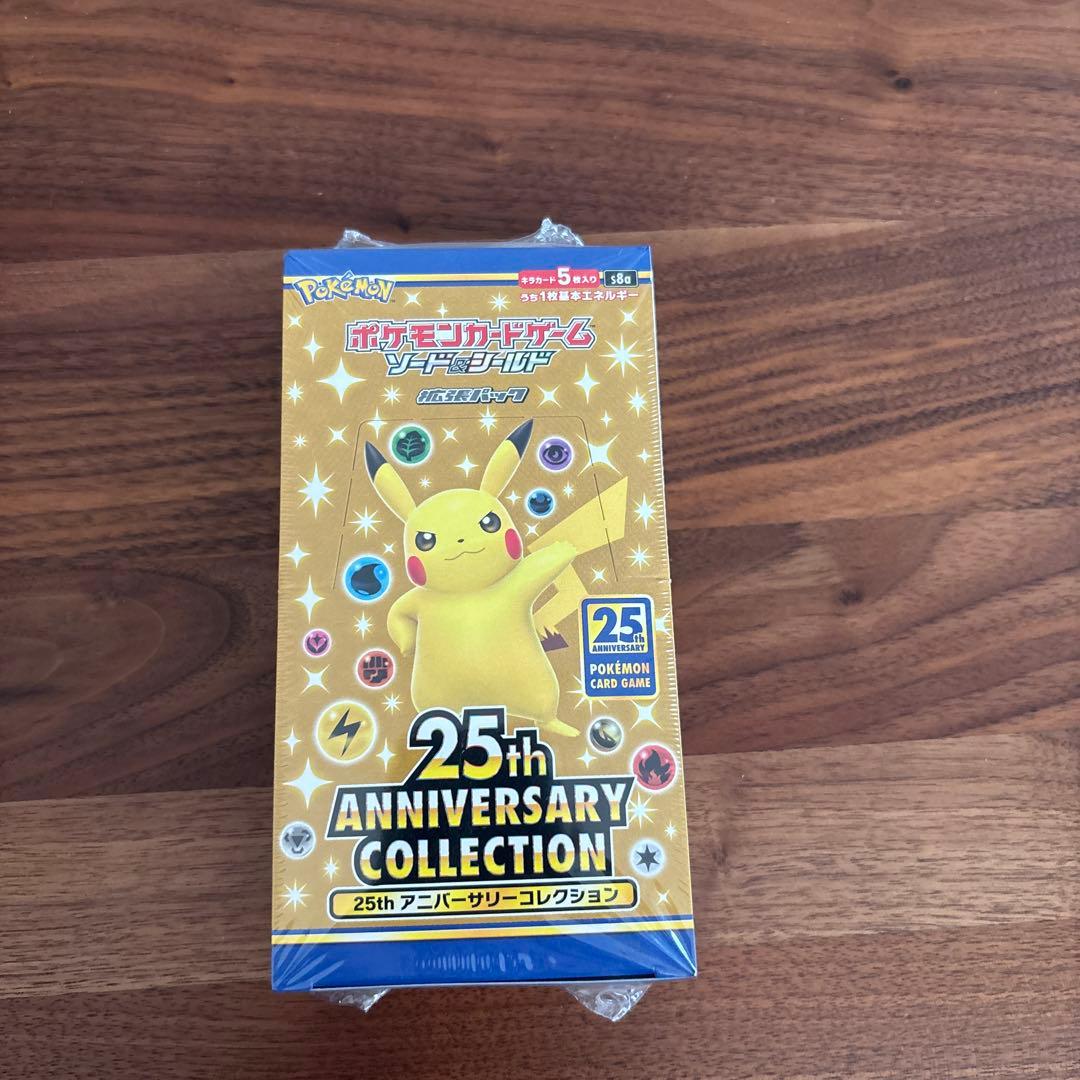 POKÉMON
キラカード5枚入り
S8a
うち1枚基本エネルギー
ポケモンカードゲーム
ソード&シールド
拡張パック
25th
ANNIVERSARY
POKÉMON
CARD GAME
25th
ANNIVERSARY
COLLECTION
25th アニバーサリーコレクション